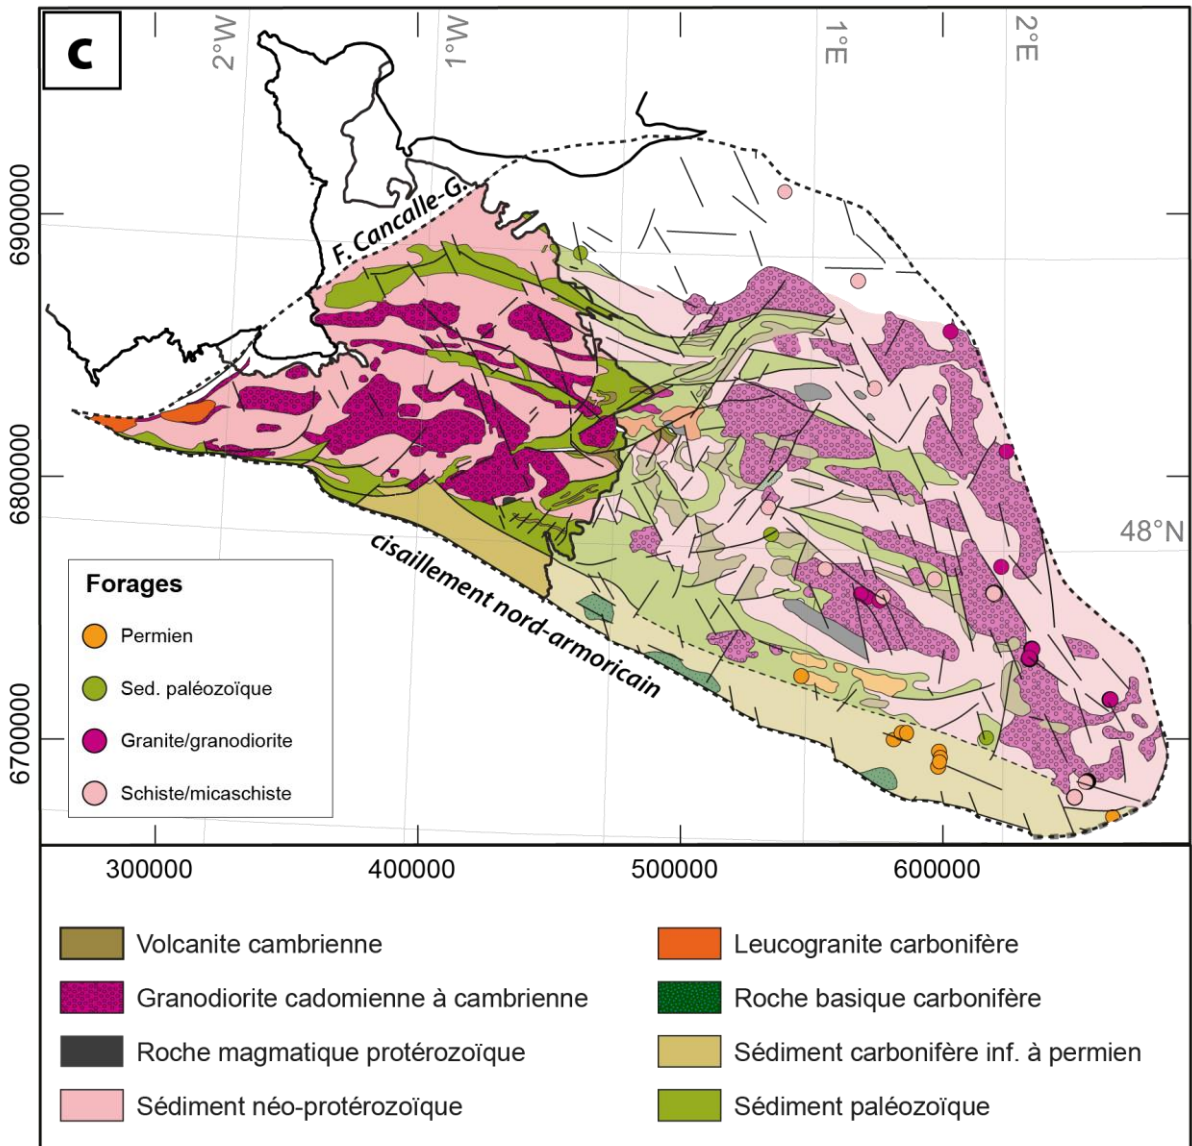 c
2°W
1°W
1°E
2°E
6900000
F. Cancalle-G.
6800000
48°N
cisaillement nord-armoricain
Forages
Permien
Sed. paléozoïque
Granite/granodiorite
Schiste/micaschiste
6700000
300000 400000 500000 600000
Volcanite cambrienne
Granodiorite cadomienne à cambrienne
Roche magmatique protérozoïque
Sédiment néo-protérozoïque
Leucogranite carbonifère
Roche basique carbonifère
Sédiment carbonifère inf. à permien
Sédiment paléozoïque